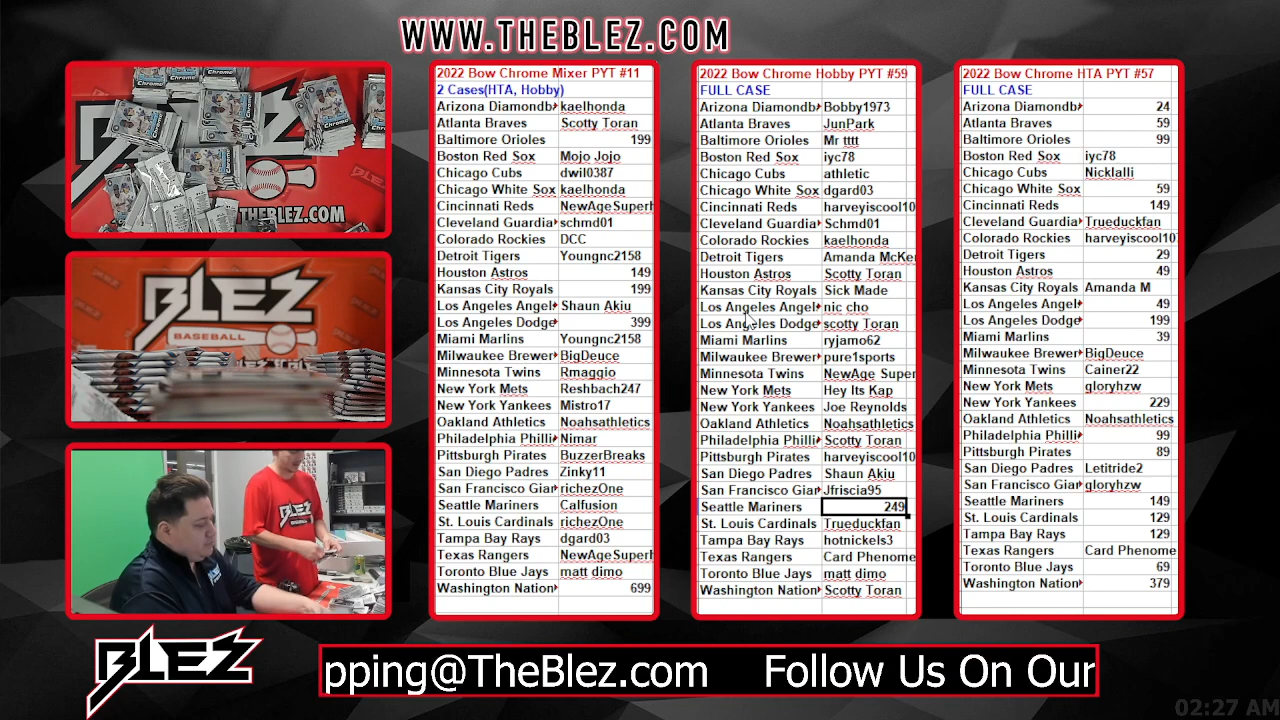 WWW.THEBLEZ.COM
Chrome
Chrome
BLEZ
THEBLEZ.COM
BLEZ
BASEBALL
2022 Bow Chrome Mixer PYT #11
2 Cases(HTA, Hobby)
Arizona Diamondb kaelhonda
Atlanta Braves Scotty Toran
Baltimore Orioles 199
Boston Red Sox Mojo Jojo
Chicago Cubs dwil0387
Chicago White Sox kaelhonda
Cincinnati Reds NewAgeSuperh
Cleveland Guardia schmd01
Colorado Rockies DCC
Detroit Tigers Youngnc2158
Houston Astros 149
Kansas City Royals 199
Los Angeles Angel Shaun Akiu
Los Angeles Dodge 399
Miami Marlins Youngnc2158
Milwaukee Brewer BigDeuce
Minnesota Twins Rmaggio
New York Mets Reshbach247
New York Yankees Mistro17
Oakland Athletics Noahsathletics
Philadelphia Philli Nimar
Pittsburgh Pirates BuzzerBreaks
San Diego Padres Zinky11
San Francisco Giar richezOne
Seattle Mariners Calfusion
St. Louis Cardinals richezOne
Tampa Bay Rays dgard03
Texas Rangers NewAgeSuperh
Toronto Blue Jays matt dimo
Washington Nation 699
2022 Bow Chrome Hobby PYT #59
FULL CASE
Arizona Diamondb Bobby1973
Atlanta Braves JunPark
Baltimore Orioles Mr tttt
Boston Red Sox iyc78
Chicago Cubs athletic
Chicago White Sox dgard03
Cincinnati Reds harveyiscool10
Cleveland Guardia Schmd01
Colorado Rockies kaelhonda
Detroit Tigers Amanda McKe
Houston Astros Scotty Toran
Kansas City Royals Sick Made
Los Angeles Angel nic cho
Los Angeles Dodge scotty Toran
Miami Marlins ryjamo62
Milwaukee Brewer pure1sports
Minnesota Twins NewAge Super
New York Mets Hey Its Kap
New York Yankees Joe Reynolds
Oakland Athletics Noahsathletics
Philadelphia Philli Scotty Toran
Pittsburgh Pirates harveyiscool10
San Diego Padres Shaun Akiu
San Francisco Giar Jfriscia95
Seattle Mariners 249
St. Louis Cardinals Trueduckfan
Tampa Bay Rays hotnickels3
Texas Rangers Card Phenome
Toronto Blue Jays matt dimo
Washington Nation Scotty Toran
2022 Bow Chrome HTA PYT #57
FULL CASE
Arizona Diamondb 24
Atlanta Braves 59
Baltimore Orioles 99
Boston Red Sox iyc78
Chicago Cubs Nicklalli
Chicago White Sox 59
Cincinnati Reds 149
Cleveland Guardia Trueduckfan
Colorado Rockies harveyiscool10
Detroit Tigers 29
Houston Astros 49
Kansas City Royals Amanda M
Los Angeles Angel 49
Los Angeles Dodge 199
Miami Marlins 39
Milwaukee Brewer BigDeuce
Minnesota Twins Cainer22
New York Mets gloryhzw
New York Yankees 229
Oakland Athletics Noahsathletics
Philadelphia Philli 99
Pittsburgh Pirates 89
San Diego Padres Letitride2
San Francisco Giar gloryhzw
Seattle Mariners 149
St. Louis Cardinals 129
Tampa Bay Rays 129
Texas Rangers Card Phenome
Toronto Blue Jays 69
Washington Nation 379
BLEZ
pping@TheBlez.com Follow Us On Our
02:27 AM